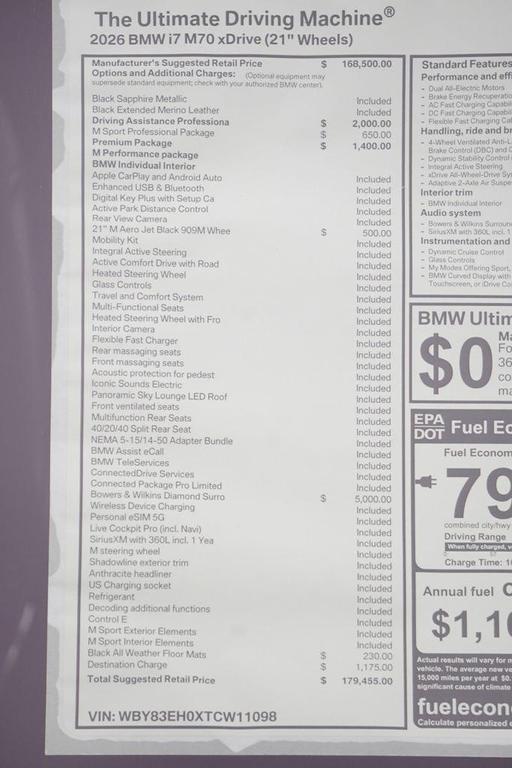 The Ultimate Driving Machine®
2026 BMW i7 M70 xDrive (21" Wheels)
Manufacturer's Suggested Retail Price $ 168,500.00
Options and Additional Charges: (Optional equipment may
supersede standard equipment; check with your authorized BMW center).
Black Sapphire Metallic Included
Black Extended Merino Leather Included
Driving Assistance Professiona $ 2,000.00
M Sport Professional Package $ 650.00
Premium Package $ 1,400.00
M Performance package
BMW Individual Interior
Apple CarPlay and Android Auto Included
Enhanced USB & Bluetooth Included
Digital Key Plus with Setup Ca Included
Active Park Distance Control Included
Rear View Camera Included
21" M Aero Jet Black 909M Whee $ 500.00
Mobility Kit Included
Integral Active Steering Included
Active Comfort Drive with Road Included
Heated Steering Wheel Included
Glass Controls Included
Travel and Comfort System Included
Multi-Functional Seats Included
Heated Steering Wheel with Fro Included
Interior Camera Included
Flexible Fast Charger Included
Rear massaging seats Included
Front massaging seats Included
Acoustic protection for pedest Included
Iconic Sounds Electric Included
Panoramic Sky Lounge LED Roof Included
Front ventilated seats Included
Multifunction Rear Seats Included
40/20/40 Split Rear Seat Included
NEMA 5-15/14-50 Adapter Bundle Included
BMW Assist eCall Included
BMW TeleServices Included
ConnectedDrive Services Included
Connected Package Pro Limited Included
Bowers & Wilkins Diamond Surro $ 5,000.00
Wireless Device Charging Included
Personal eSIM 5G Included
Live Cockpit Pro (incl. Navi) Included
SiriusXM with 360L incl. 1 Yea Included
M steering wheel Included
Shadowline exterior trim Included
Anthracite headliner Included
US Charging socket Included
Refrigerant Included
Decoding additional functions Included
Control E Included
M Sport Exterior Elements Included
M Sport Interior Elements Included
Black All Weather Floor Mats $ 230.00
Destination Charge $ 1,175.00
Total Suggested Retail Price $ 179,455.00
VIN: WBY83EH0XTCW11098
Standard Features
Performance and effi
- Dual All-Electric Motors
- Brake Energy Recuperatio
- AC Fast Charging Capabili
- DC Fast Charging Capabili
- Flexible Fast Charging Cal
Handling, ride and br
- 4-Wheel Ventilated Anti-L
Brake Control (DBC) and C
- Dynamic Stability Control
- Integral Active Steering
- xDrive All-Wheel-Drive Sy
- Adaptive 2-Axle Air Suspe
Interior trim
- BMW Individual Interior
Audio system
- Bowers & Wilkins Surroun
- SiriusXM with 360L incl. 1
Instrumentation and
- Dynamic Cruise Control
- Glass Controls
- My Modes Offering Sport,
- BMW Curved Display with
Touchscreen, or iDrive Co
BMW Ultim
$0
Ma
Fo
36
co
ma
EPA
DOT
Fuel Ec
Fuel Econom
79
combined city/hwy
Driving Range
When fully charged, v
Charge Time: 1
Annual fuel C
$1,10
Actual results will vary for m
vehicle. The average new ve
15,000 miles per year at $0.
significant cause of climate
fuelecon
Calculate personalized e